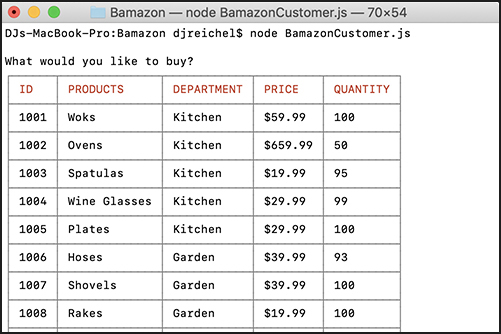 Bamazon — node BamazonCustomer.js — 70×54
DJs-MacBook-Pro:Bamazon djreichel$ node BamazonCustomer.js
What would you like to buy?
ID PRODUCTS DEPARTMENT PRICE QUANTITY
1001 Woks Kitchen $59.99 100
1002 Ovens Kitchen $659.99 50
1003 Spatulas Kitchen $19.99 95
1004 Wine Glasses Kitchen $29.99 99
1005 Plates Kitchen $29.99 100
1006 Hoses Garden $39.99 93
1007 Shovels Garden $39.99 100
1008 Rakes Garden $19.99 100